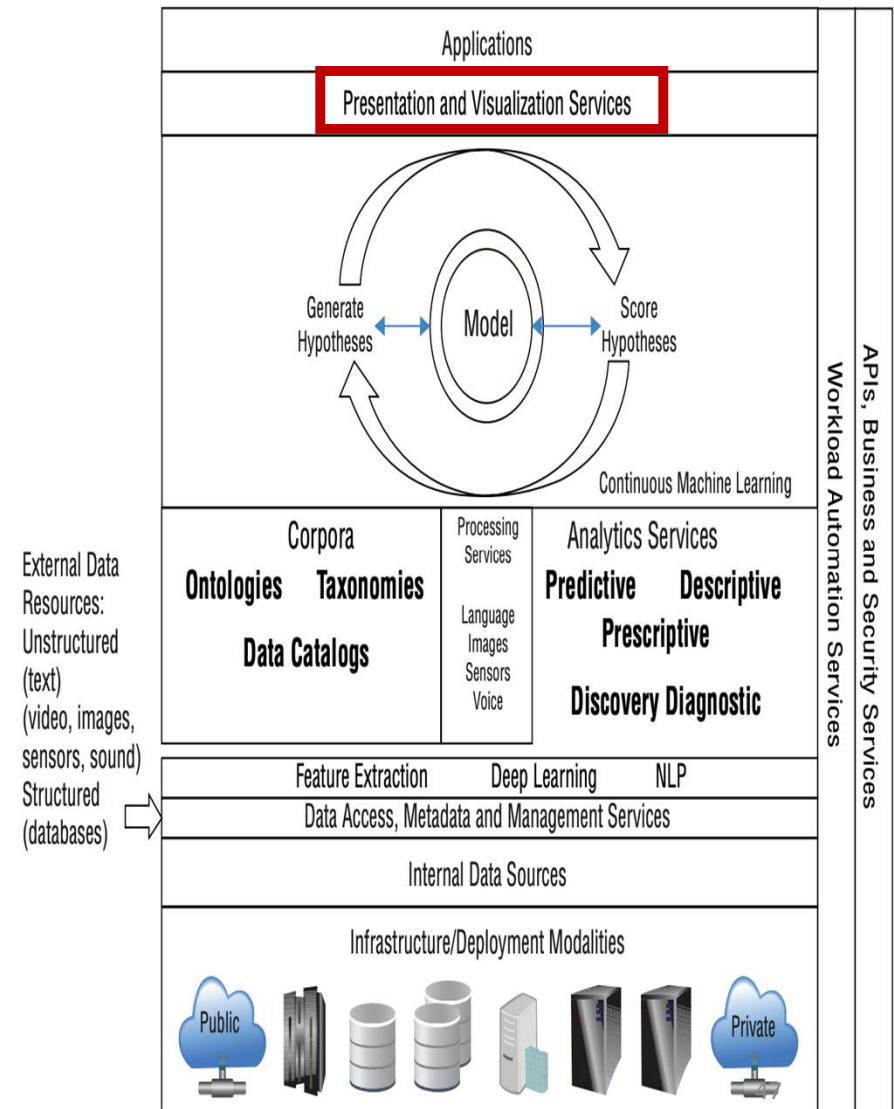 Applications
Presentation and Visualization Services
Generate
Hypotheses
Model
Score
Hypotheses
Continuous Machine Learning
Corpora
Ontologies Taxonomies
Data Catalogs
Processing
Services
Language
Images
Sensors
Voice
Analytics Services
Predictive Descriptive
Prescriptive
Discovery Diagnostic
External Data
Resources:
Unstructured
(text)
(video, images,
sensors, sound)
Structured
(databases)
Feature Extraction Deep Learning NLP
Data Access, Metadata and Management Services
Internal Data Sources
Infrastructure/Deployment Modalities
Public
Private
Workload Automation Services
APIs, Business and Security Services